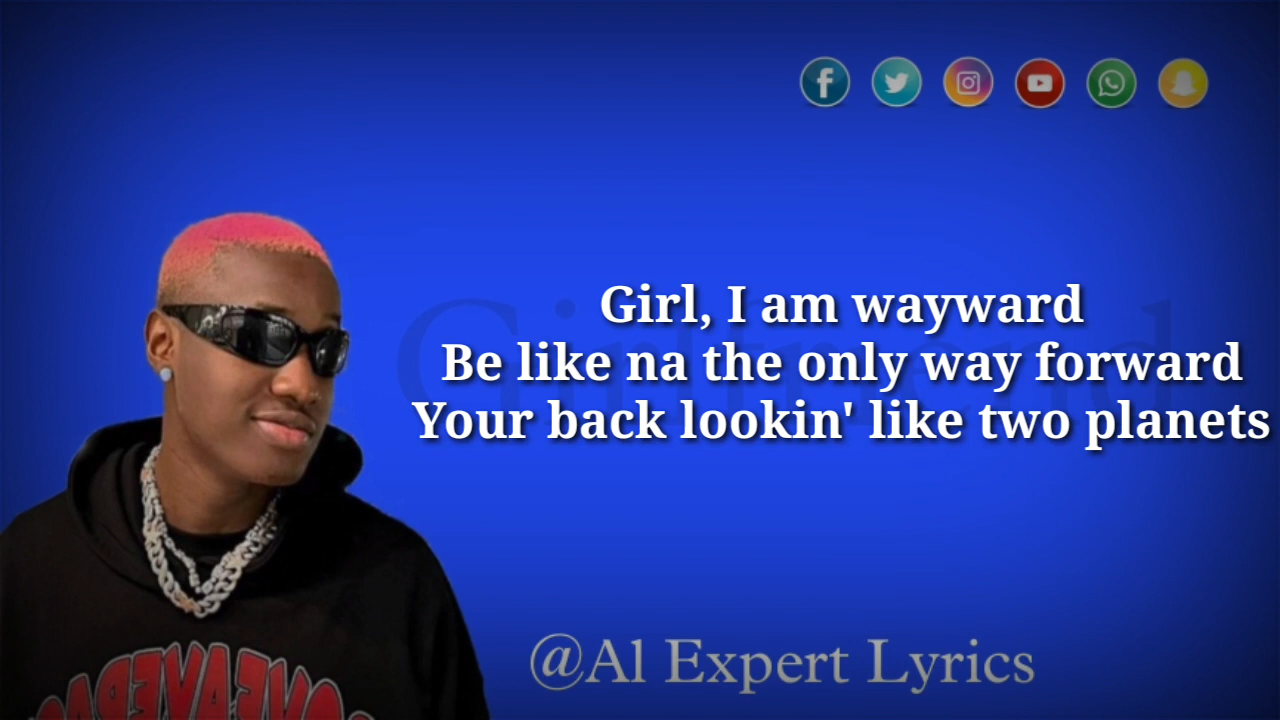 Girl, I am wayward
Be like na the only way forward
Your back lookin' like two planets
@Al Expert Lyrics